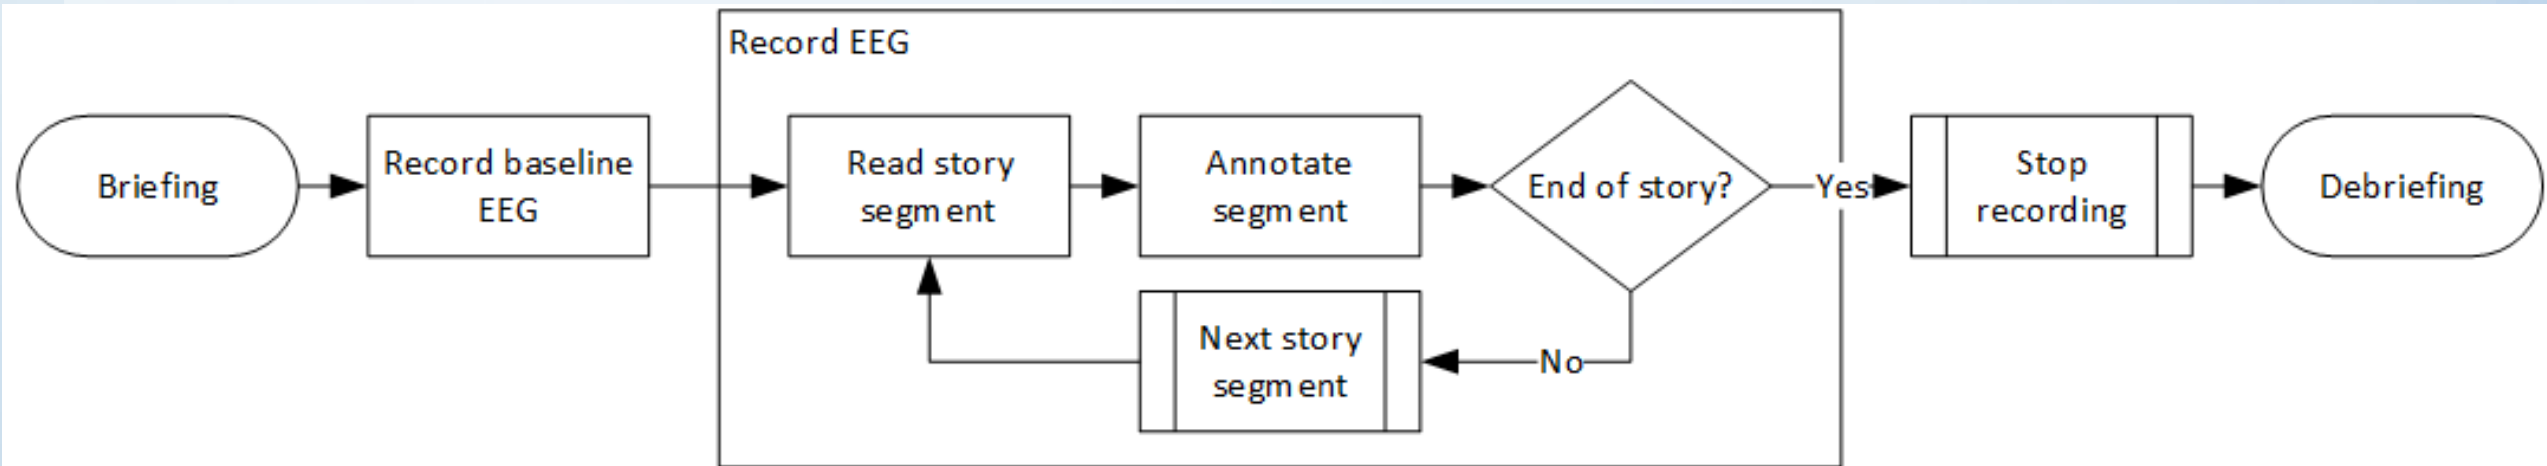 Record EEG
Briefing
Record baseline
EEG
Read story
segment
Annotate
segment
End of story?
Yes
Stop
recording
Debriefing
No
Next story
segment